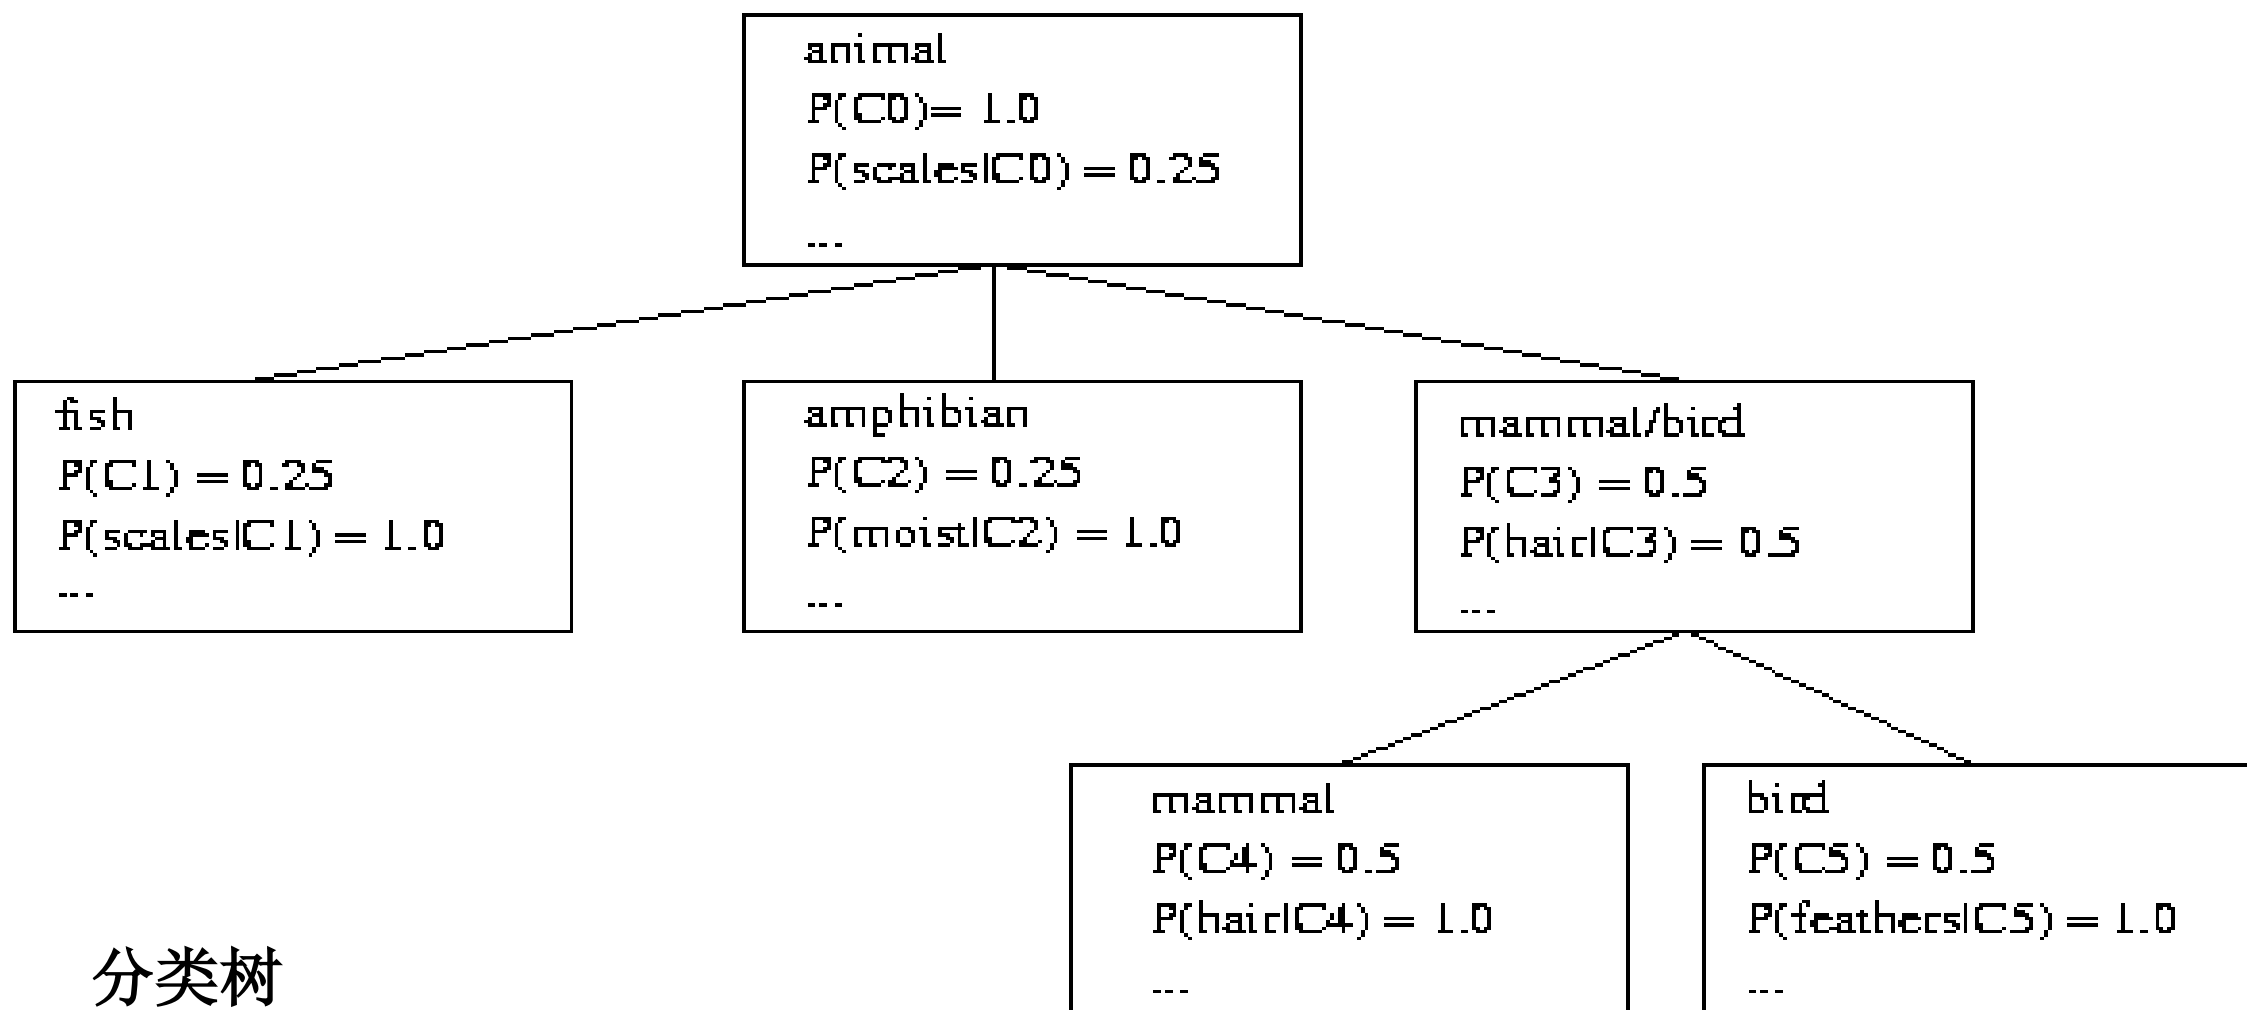 animal
P(C0)= 1.0
P(scales|C0) = 0.25
...
fish
P(C1) = 0.25
P(scales|C1) = 1.0
...
amphibian
P(C2) = 0.25
P(moist|C2) = 1.0
...
mammal/bird
P(C3) = 0.5
P(hair|C3) = 0.5
...
mammal
P(C4) = 0.5
P(hair|C4) = 1.0
...
bird
P(C5) = 0.5
P(feathers|C5) = 1.0
...
分类树